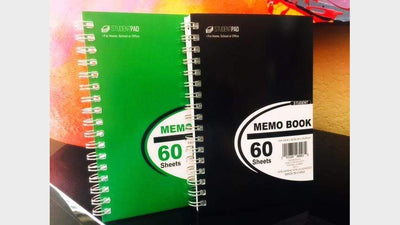 STUDENTPAD
• For Home, School or Office
MEMO
60
Sheets
STUDENTPAD
• For Home, School or Office
STUDENT
MEMO BOOK
60
Sheets